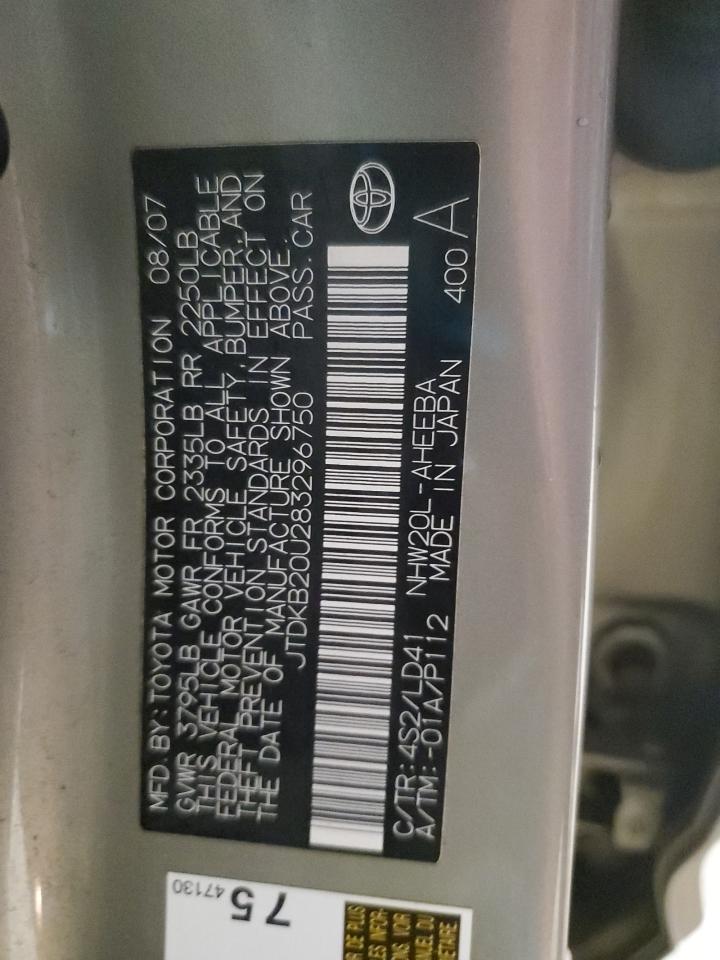 MFD.BY:TOYOTA MOTOR CORPORATION 08/07
GVWR 3795LB GAWR FR 2335LB RR 2250LB
THIS VEHICLE CONFORMS TO ALL APPLICABLE
FEDERAL MOTOR VEHICLE SAFETY,BUMPER,AND
THEFT PREVENTION STANDARDS IN EFFECT ON
THE DATE OF MANUFACTURE SHOWN ABOVE.
JTDKB20U283296750 PASS.CAR
C/TR:4S2/LD41 NHW20L-AHEEBA
A/TM:-01A/P112 MADE IN JAPAN 400 A
47130
75
R DE PLUS